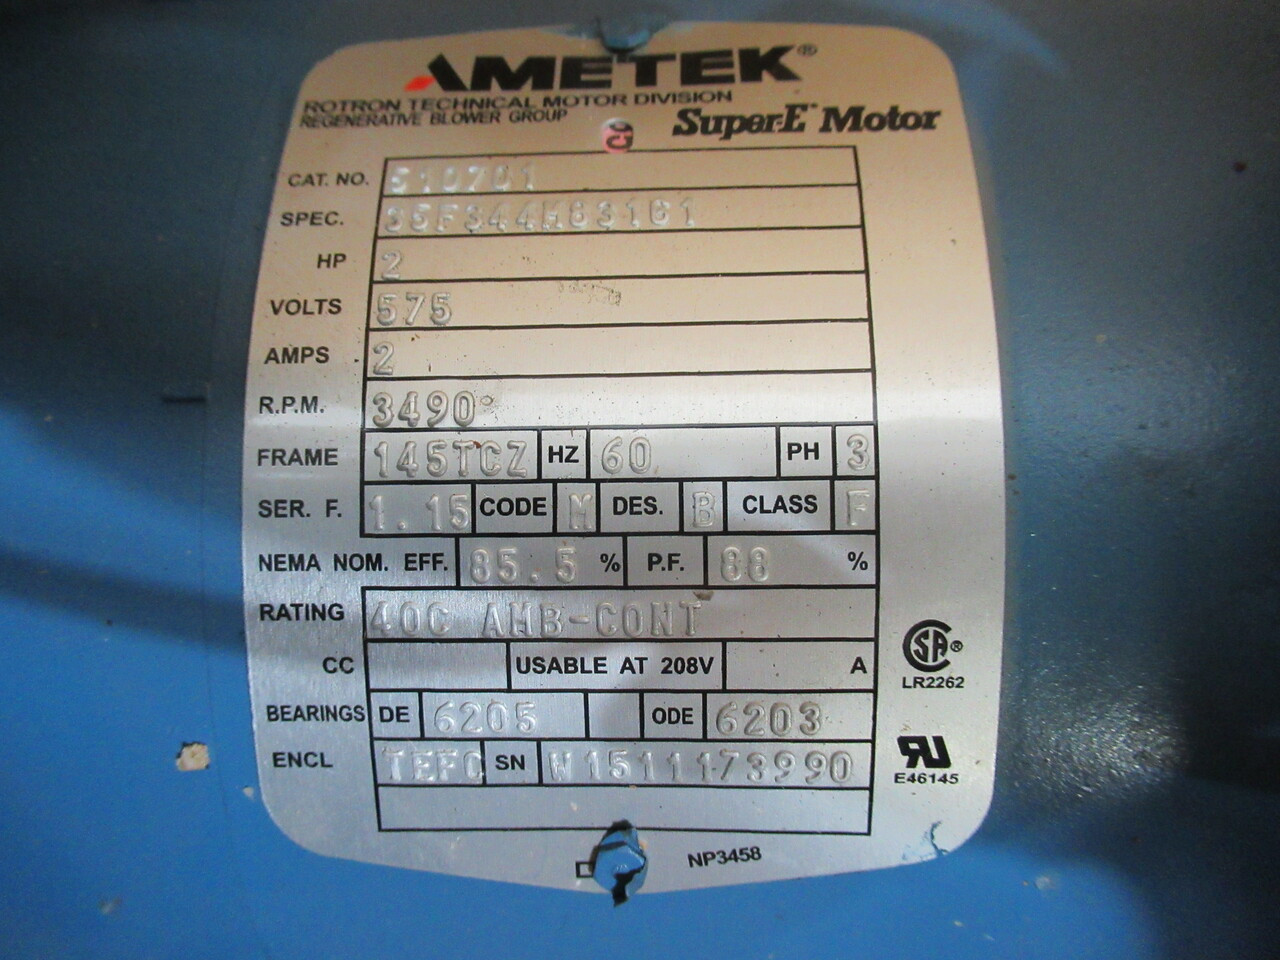 AMETEK®
ROTRON TECHNICAL MOTOR DIVISION
REGENERATIVE BLOWER GROUP
Super-E™ Motor
CAT. NO.
SPEC.
HP 2
VOLTS 575
AMPS 2
R.P.M. 3490
FRAME 145TCZ HZ 60 PH 3
SER. F. 1.15 CODE M DES. B CLASS F
NEMA NOM. EFF. 85.5 % P.F. 88 %
RATING 40C AMB-CONT
CC USABLE AT 208V A
BEARINGS DE 6205 ODE 6203
ENCL TEFC SN W1511173990
SA ®
LR2262
RU
E46145
NP3458